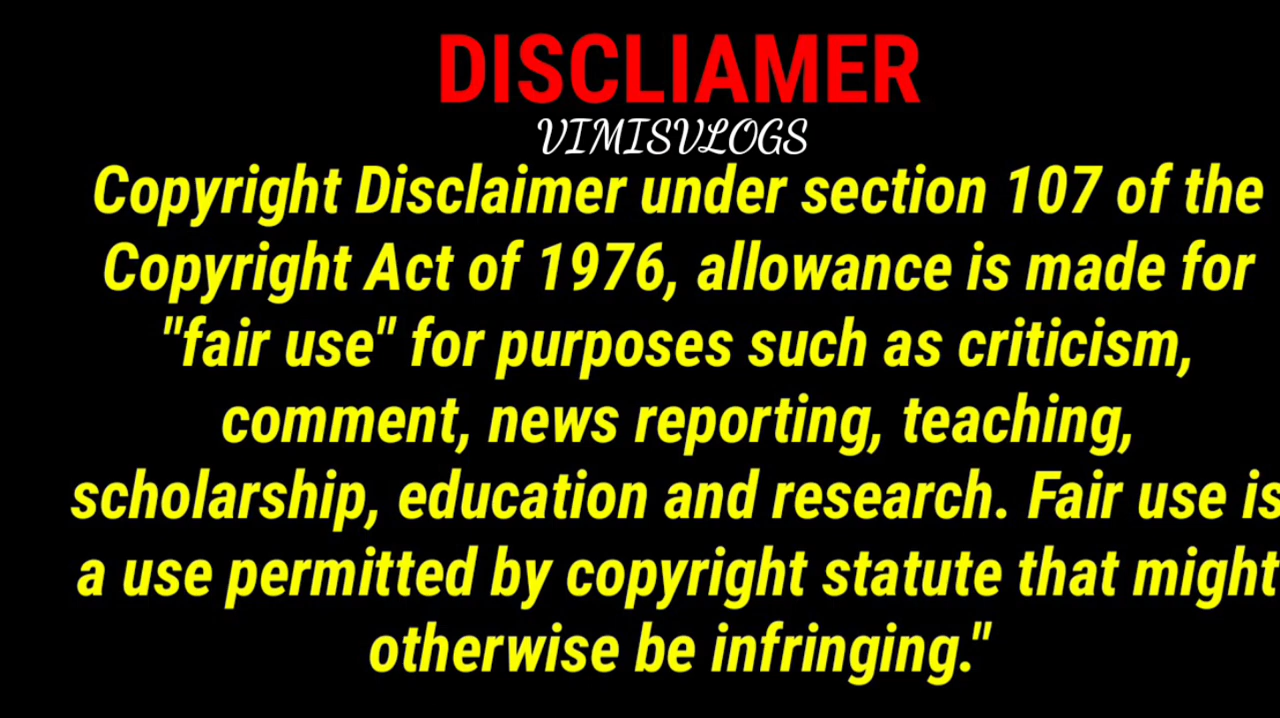 DISCLIAMER
VIMISVLOGS
Copyright Disclaimer under section 107 of the
Copyright Act of 1976, allowance is made for
"fair use" for purposes such as criticism,
comment, news reporting, teaching,
scholarship, education and research. Fair use is
a use permitted by copyright statute that might
otherwise be infringing."